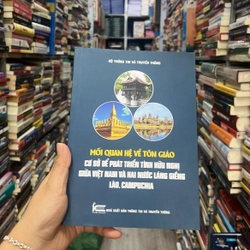 BỘ THÔNG TIN VÀ TRUYỀN THÔNG
MỐI QUAN HỆ VỀ TÔN GIÁO
CƠ SỞ ĐỂ PHÁT TRIỂN TÌNH HỮU NGHỊ
GIỮA VIỆT NAM VÀ HAI NƯỚC LÁNG GIỀNG
LÀO, CAMPUCHIA
NHÀ XUẤT BẢN THÔNG TIN VÀ TRUYỀN THÔNG